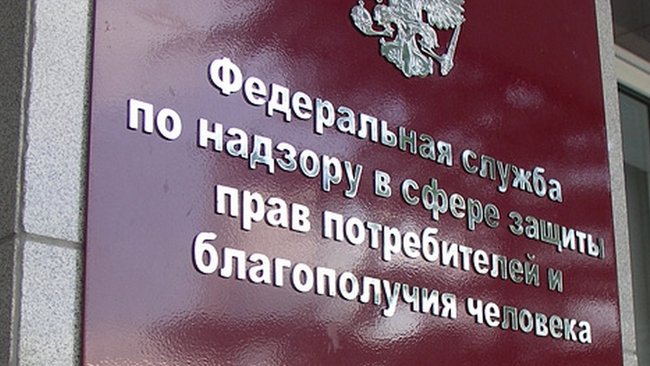 Федеральная служба
по надзору в сфере защиты
прав потребителей и
благополучия человека